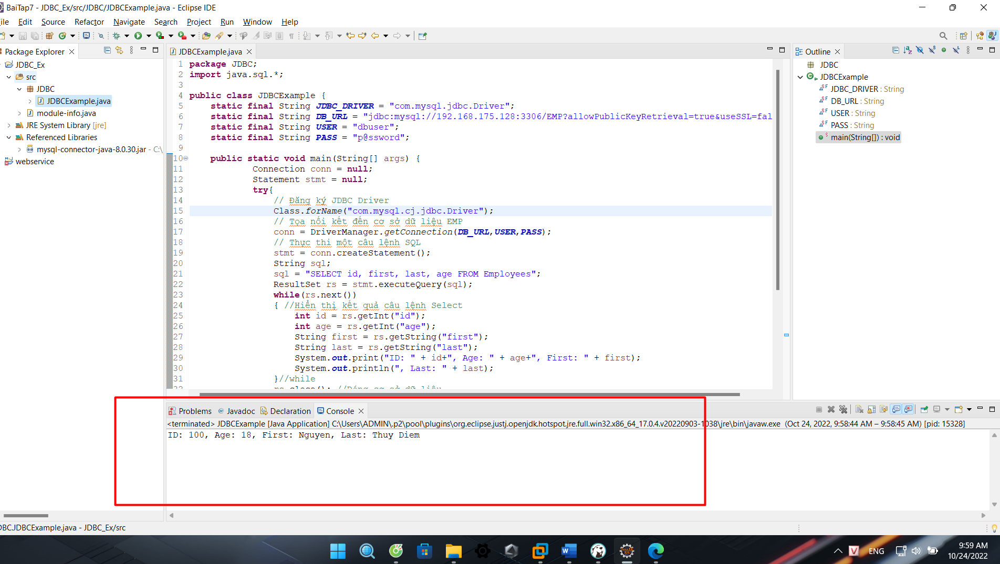 BaiTap7 - JDBC_Ex/src/JDBC/JDBCExample.java - Eclipse IDE
ile Edit Source Refactor Navigate Search Project Run Window Help
Package Explorer
JDBC_Ex
src
JDBC
JDBCExample.java
module-info.java
JRE System Library [jre]
Referenced Libraries
mysql-connector-java-8.0.30.jar - C:\
webservice
JDBCExample.java
1 package JDBC;
2 import java.sql.*;
3
4 public class JDBCExample {
5 static final String JDBC_DRIVER = "com.mysql.jdbc.Driver";
6 static final String DB_URL = "jdbc:mysql://192.168.175.128:3306/EMP?allowPublicKeyRetrieval=true&useSSL=fal
7 static final String USER = "dbuser";
8 static final String PASS = "p@ssword";
9
10 public static void main(String[] args) {
11 Connection conn = null;
12 Statement stmt = null;
13 try{
14 // Đăng ký JDBC Driver
15 Class.forName("com.mysql.cj.jdbc.Driver");
16 // Tọa nối kết đến cơ sở dữ liệu EMP
17 conn = DriverManager.getConnection(DB_URL,USER,PASS);
18 // Thực thi một câu lệnh SQL
19 stmt = conn.createStatement();
20 String sql;
21 sql = "SELECT id, first, last, age FROM Employees";
22 ResultSet rs = stmt.executeQuery(sql);
23 while(rs.next())
24 { //Hiển thị kết quả câu lệnh Select
25 int id = rs.getInt("id");
26 int age = rs.getInt("age");
27 String first = rs.getString("first");
28 String last = rs.getString("last");
29 System.out.print("ID: " + id+", Age: " + age+", First: " + first);
30 System.out.println(", Last: " + last);
31 }//while
32 rs.close(); //Đóng cơ sở dữ liệu
Outline
JDBC
JDBCExample
JDBC_DRIVER : String
DB_URL : String
USER : String
PASS : String
main(String[]) : void
Problems Javadoc Declaration Console
<terminated> JDBCExample [Java Application] C:\Users\ADMIN\.p2\pool\plugins\org.eclipse.justj.openjdk.hotspot.jre.full.win32.x86_64_17.0.4.v20220903-1038\jre\bin\javaw.exe (Oct 24, 2022, 9:58:44 AM – 9:58:45 AM) [pid: 15328]
ID: 100, Age: 18, First: Nguyen, Last: Thuy Diem
DBC.JDBCExample.java - JDBC_Ex/src
ENG
9:59 AM
10/24/2022